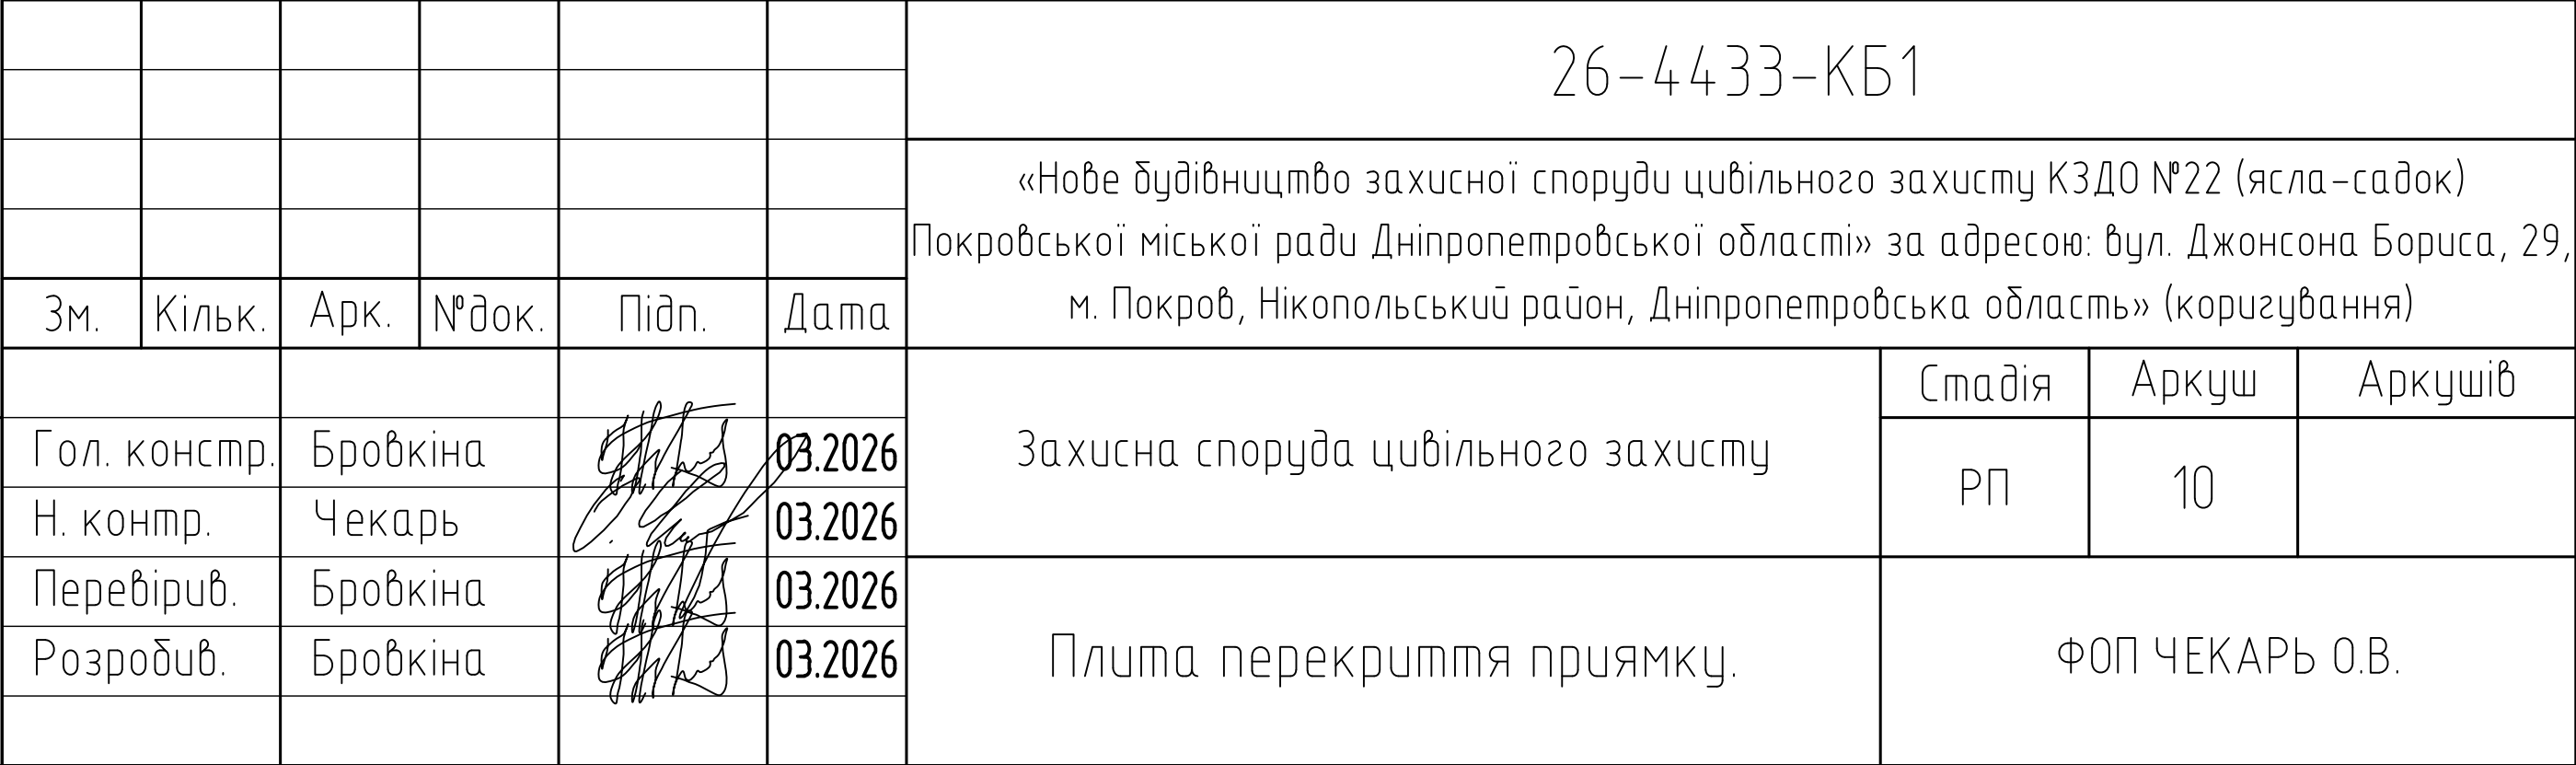 26-4433-КБ1
«Нове будівництво захисної споруди цивільного захисту КЗДО №22 (ясла-садок)
Покровської міської ради Дніпропетровської області» за адресою: вул. Джонсона Бориса, 29,
м. Покров, Нікопольський район, Дніпропетровська область» (коригування)
Зм. Кільк. Арк. №док. Підп. Дата
Стадія Аркуш Аркушів
Гол. констр. Бровкіна 03.2026
Захисна споруда цивільного захисту
РП 10
Н. контр. Чекарь 03.2026
Перевірив. Бровкіна 03.2026
Розробив. Бровкіна 03.2026
Плита перекриття приямку.
ФОП ЧЕКАРЬ О.В.